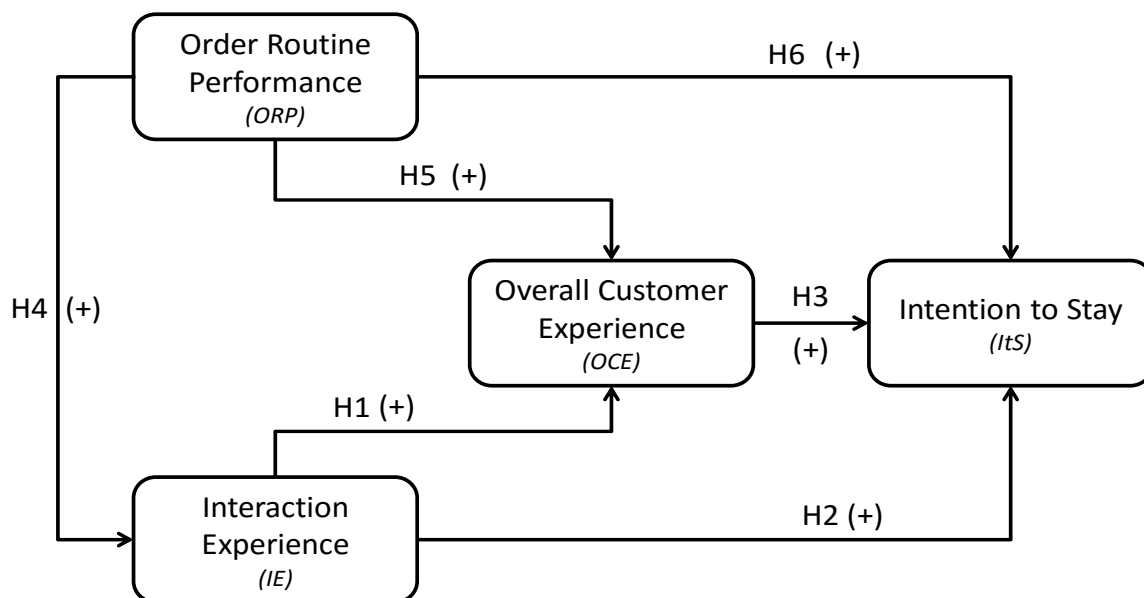 Order Routine
Performance
(ORP)
H6 (+)
H5 (+)
H4 (+)
Overall Customer
Experience
(OCE)
H3
(+)
Intention to Stay
(ItS)
H1 (+)
Interaction
Experience
(IE)
H2 (+)